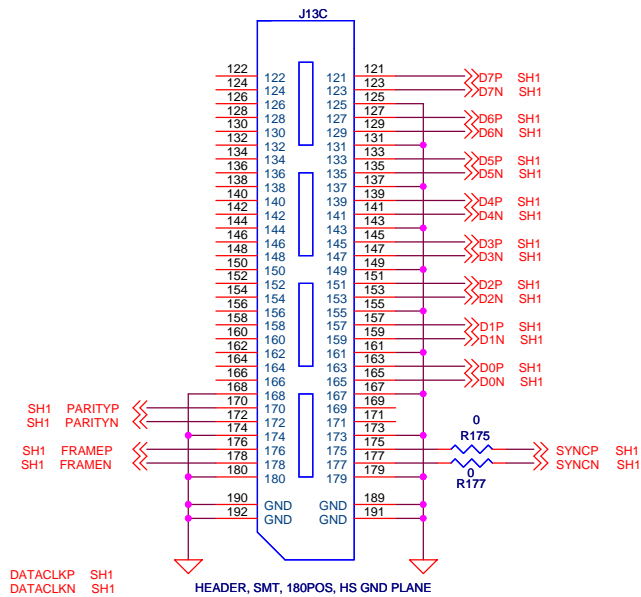 J13C
122 122 121 121 D7P SH1
124 124 123 123 D7N SH1
126 126 125 125
128 128 127 127 D6P SH1
130 130 129 129 D6N SH1
132 132 131 131
134 134 133 133 D5P SH1
136 136 135 135 D5N SH1
138 138 137 137
140 140 139 139 D4P SH1
142 142 141 141 D4N SH1
144 144 143 143
146 146 145 145 D3P SH1
148 148 147 147 D3N SH1
150 150 149 149
152 152 151 151 D2P SH1
154 154 153 153 D2N SH1
156 156 155 155
158 158 157 157 D1P SH1
160 160 159 159 D1N SH1
162 162 161 161
164 164 163 163 D0P SH1
166 166 165 165 D0N SH1
168 168 167 167
SH1 PARITYP 170 170 169 169
SH1 PARITYN 172 172 171 171
174 174 173 173
0
R175
SH1 FRAMEP 176 176 175 175 SYNCP SH1
SH1 FRAMEN 178 178 177 177 SYNCN SH1
0
R177
180 180 179 179
190 GND GND 189
192 GND GND 191
DATACLKP SH1
DATACLKN SH1
HEADER, SMT, 180POS, HS GND PLANE